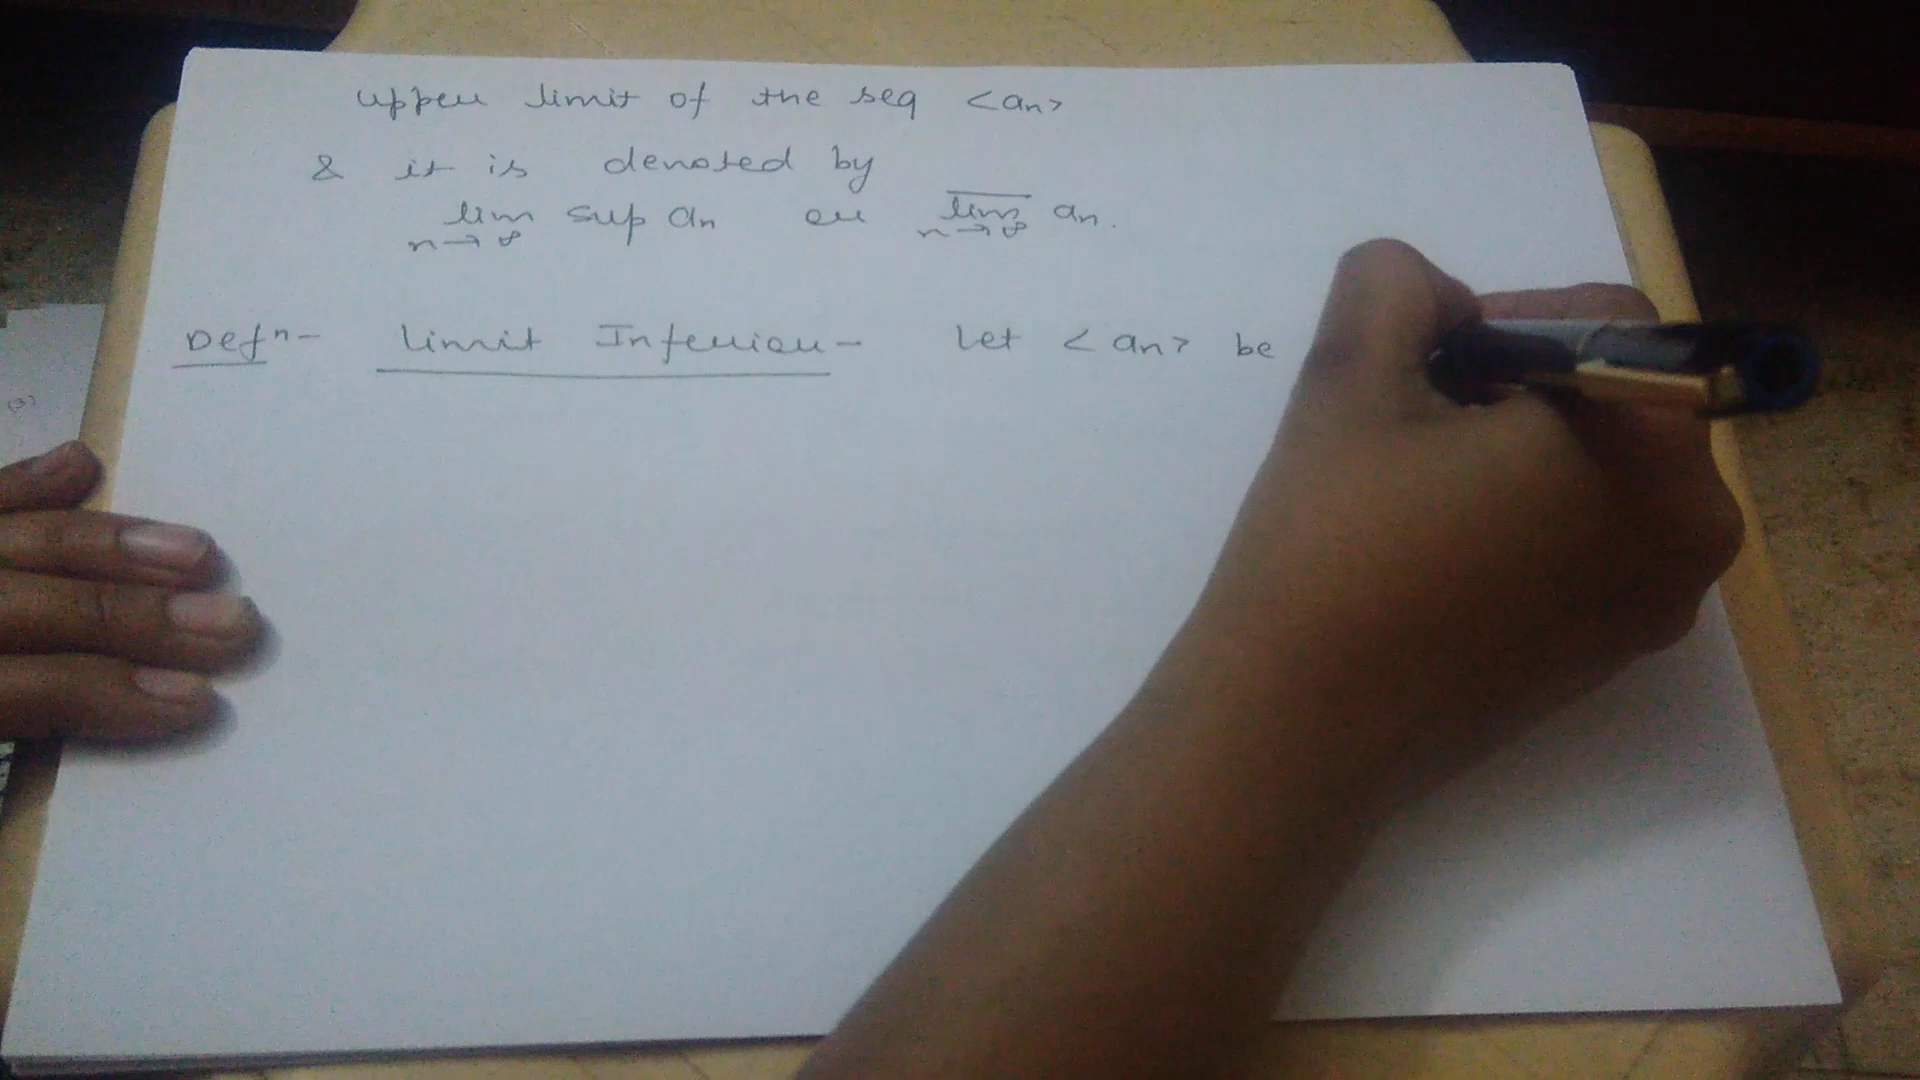 upper limit of the seq <an>
& it is denoted by
lim sup an or lim an.
n→∞ n→∞
Defn- limit Inferior- Let <an> be
(3)